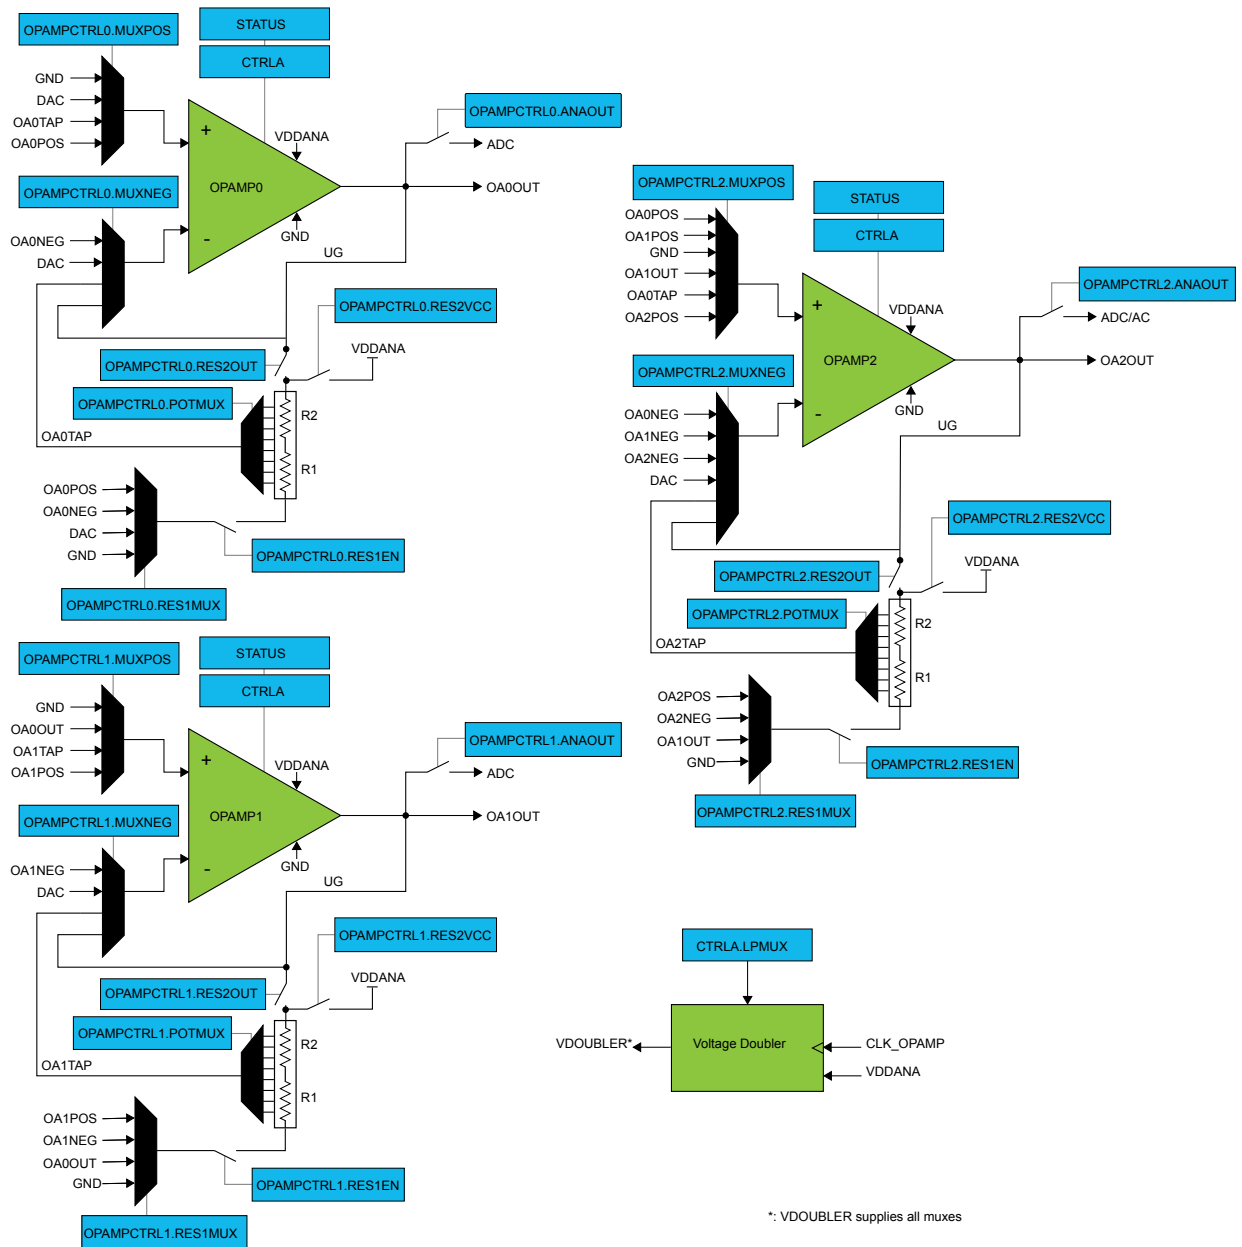 OPAMPCTRL0.MUXPOS
STATUS
CTRLA
GND
DAC
OA0TAP
OA0POS
+
VDDANA
OPAMPCTRL0.ANAOUT
ADC
OPAMPCTRL0.MUXNEG
OPAMP0
OA0OUT
OA0NEG
DAC
-
GND
UG
OPAMPCTRL0.RES2VCC
VDDANA
OPAMPCTRL0.RES2OUT
OPAMPCTRL0.POTMUX
R2
OA0TAP
R1
OA0POS
OA0NEG
DAC
GND
OPAMPCTRL0.RES1EN
OPAMPCTRL0.RES1MUX
OPAMPCTRL1.MUXPOS
STATUS
CTRLA
GND
OA0OUT
OA1TAP
OA1POS
+
VDDANA
OPAMPCTRL1.ANAOUT
ADC
OPAMPCTRL1.MUXNEG
OPAMP1
OA1OUT
OA1NEG
DAC
-
GND
UG
OPAMPCTRL1.RES2VCC
VDDANA
OPAMPCTRL1.RES2OUT
OPAMPCTRL1.POTMUX
R2
OA1TAP
R1
OA1POS
OA1NEG
OA0OUT
GND
OPAMPCTRL1.RES1EN
OPAMPCTRL1.RES1MUX
OPAMPCTRL2.MUXPOS
STATUS
CTRLA
OA0POS
OA1POS
GND
OA1OUT
OA0TAP
OA2POS
+
VDDANA
OPAMPCTRL2.ANAOUT
ADC/AC
OPAMPCTRL2.MUXNEG
OPAMP2
OA2OUT
OA0NEG
OA1NEG
OA2NEG
DAC
-
GND
UG
OPAMPCTRL2.RES2VCC
VDDANA
OPAMPCTRL2.RES2OUT
OPAMPCTRL2.POTMUX
R2
OA2TAP
R1
OA2POS
OA2NEG
OA1OUT
GND
OPAMPCTRL2.RES1EN
OPAMPCTRL2.RES1MUX
CTRLA.LPMUX
VDOUBLER*
Voltage Doubler
CLK_OPAMP
VDDANA
*: VDOUBLER supplies all muxes